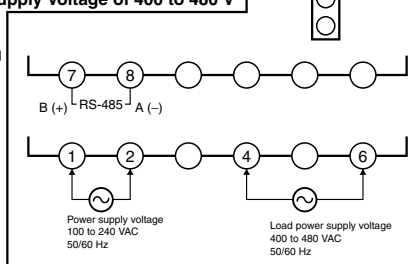 supply voltage of 400 to 480 V
7 8
B (+) RS-485 A (−)
1 2 4 6
Power supply voltage
100 to 240 VAC
50/60 Hz
Load power supply voltage
400 to 480 VAC
50/60 Hz